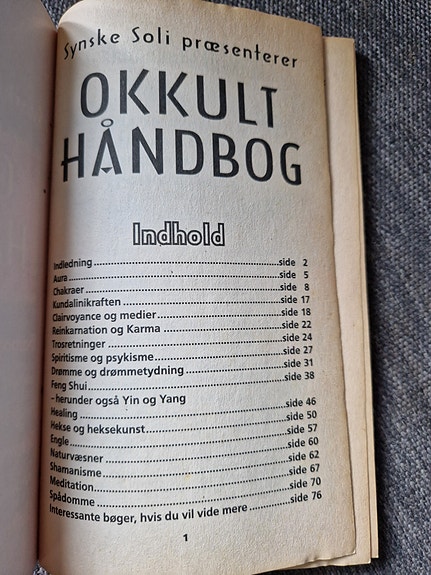 Synske Soli præsenterer
OKKULT
HÅNDBOG
Indhold
Indledning.....side 2
Aura.....side 5
Chakraer.....side 8
Kundalinikraften.....side 17
Clairvoyance og medier.....side 18
Reinkarnation og Karma.....side 22
Trosretninger.....side 24
Spiritisme og psykisme.....side 27
Drømme og drømmetydning.....side 31
Feng Shui.....side 38
–herunder også Yin og Yang
Healing.....side 46
Hekse og heksekunst.....side 50
Engle.....side 57
Naturvæsner.....side 60
Shamanisme.....side 62
Meditation.....side 67
Spådomme.....side 70
Interessante bøger, hvis du vil vide mere.....side 76
1